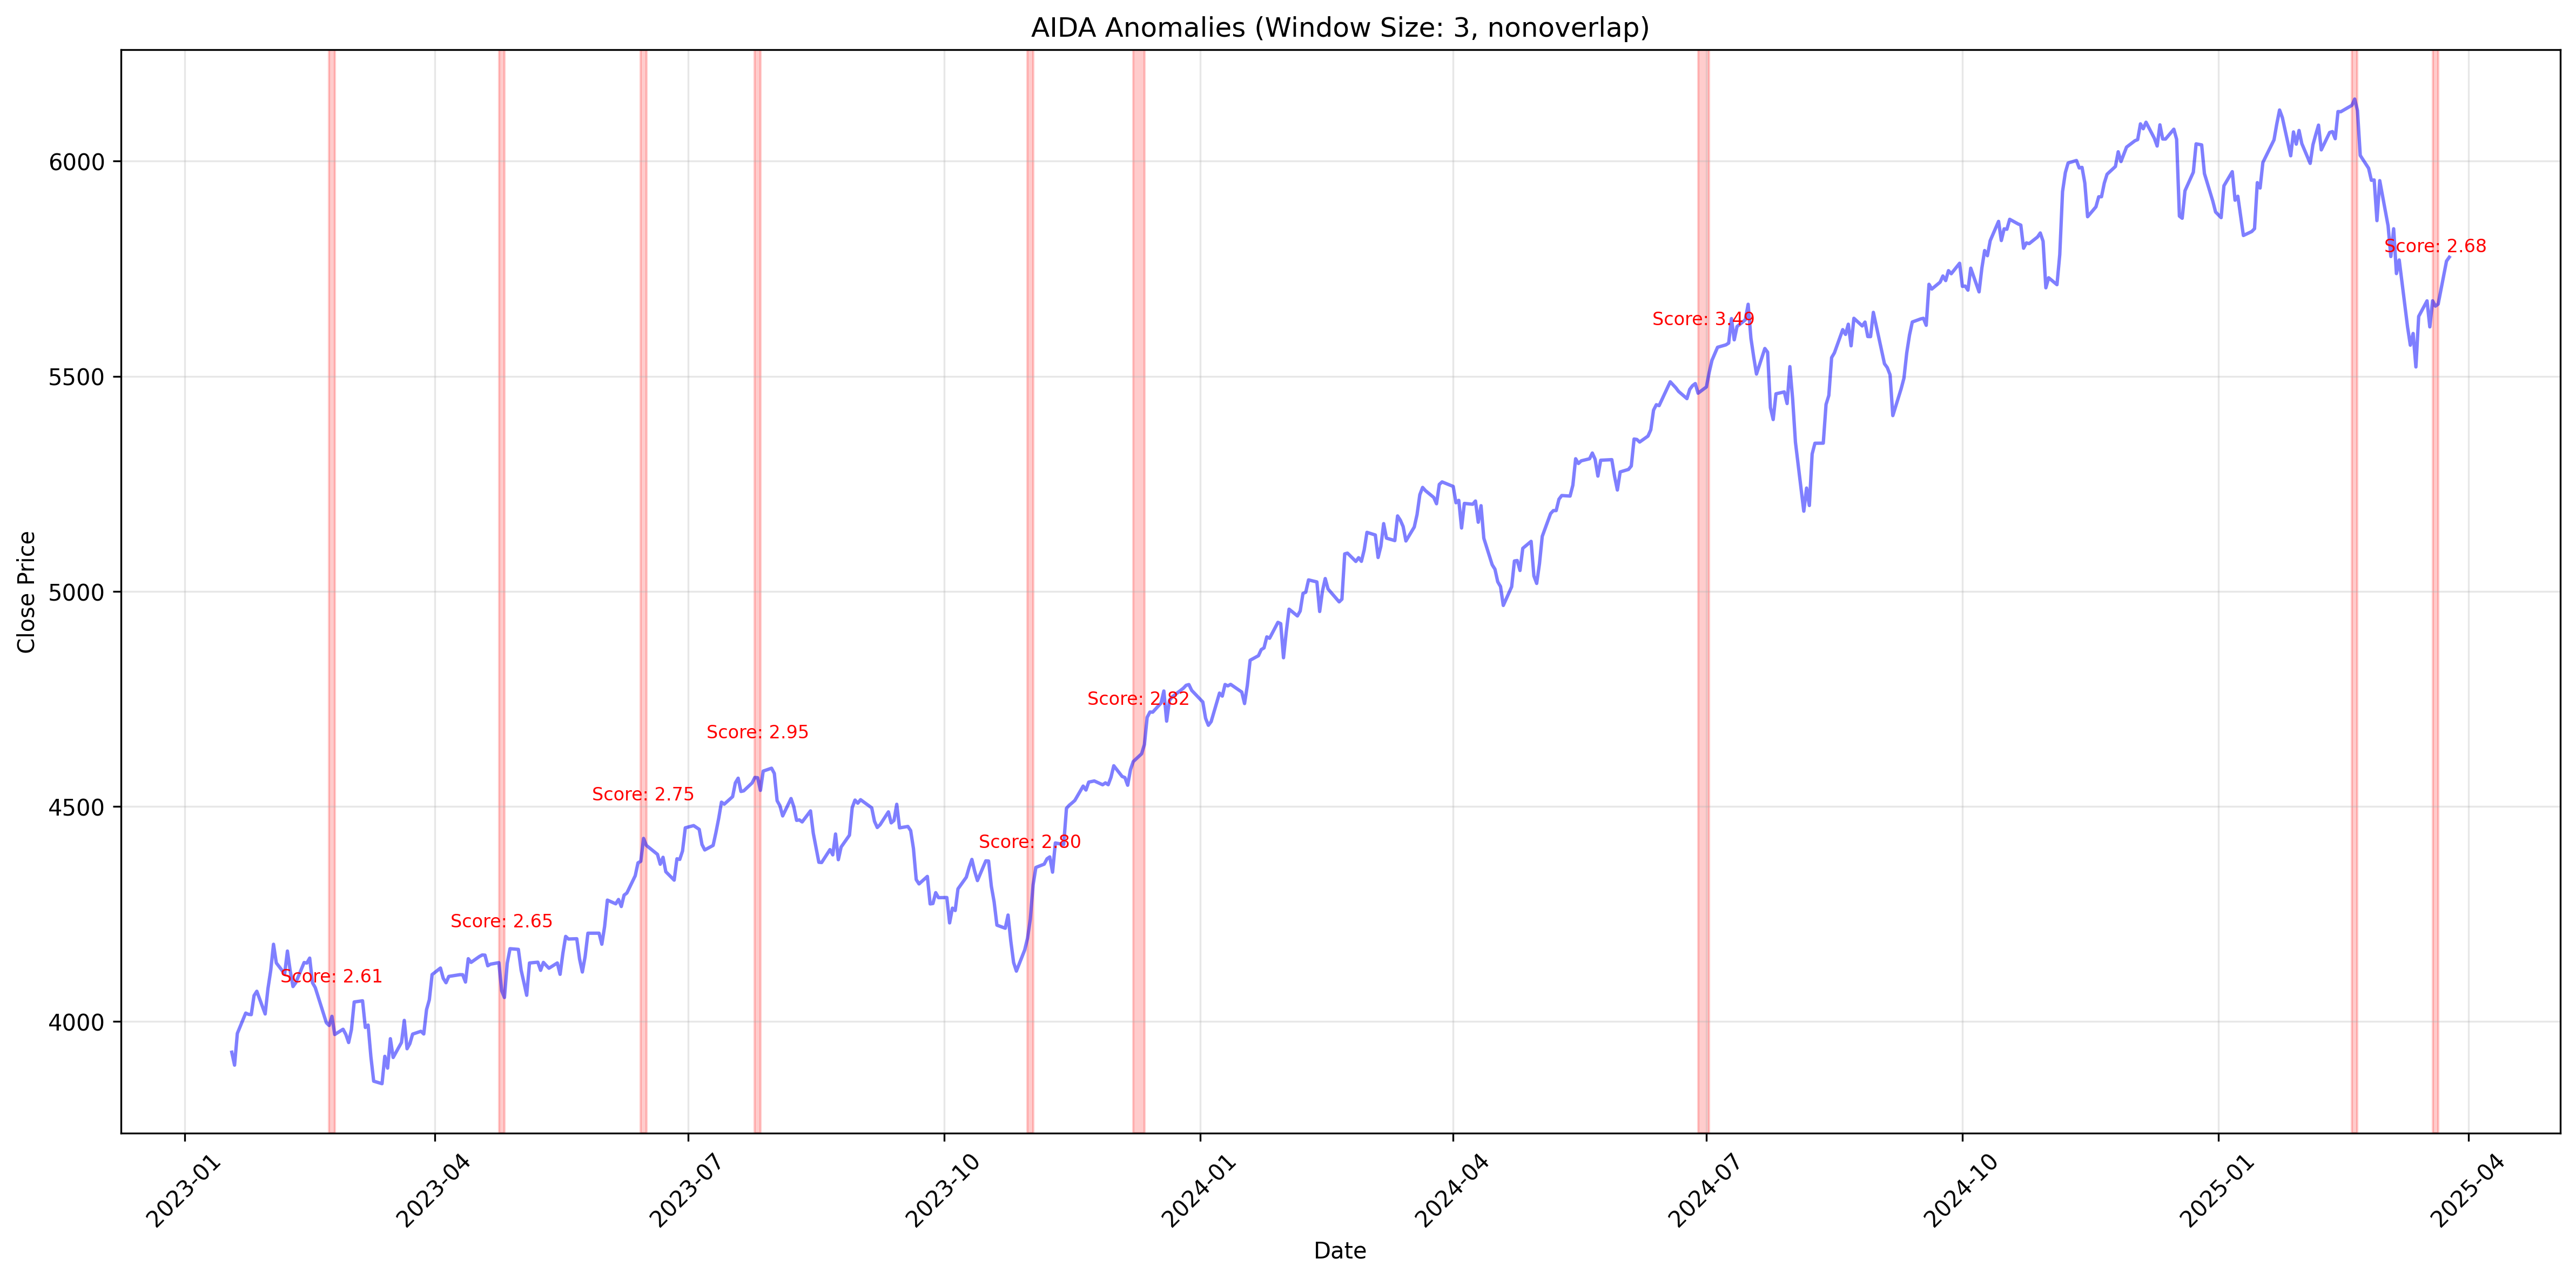 AIDA Anomalies (Window Size: 3, nonoverlap)
Close Price
6000
5500
5000
4500
4000
Score: 2.61
Score: 2.65
Score: 2.75
Score: 2.95
Score: 2.80
Score: 2.82
Score: 3.49
Score: 2.68
2023-01
2023-04
2023-07
2023-10
2024-01
2024-04
2024-07
2024-10
2025-01
2025-04
Date